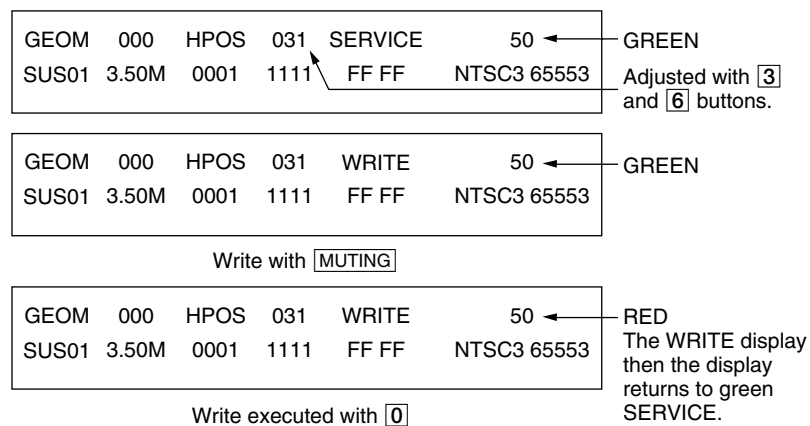 GEOM 000 HPOS 031 SERVICE 50 GREEN
SUS01 3.50M 0001 1111 FF FF NTSC3 65553
Adjusted with 3
and 6 buttons.
GEOM 000 HPOS 031 WRITE 50 GREEN
SUS01 3.50M 0001 1111 FF FF NTSC3 65553
Write with MUTING
GEOM 000 HPOS 031 WRITE 50 RED
SUS01 3.50M 0001 1111 FF FF NTSC3 65553
The WRITE display
then the display
returns to green
SERVICE.
Write executed with 0